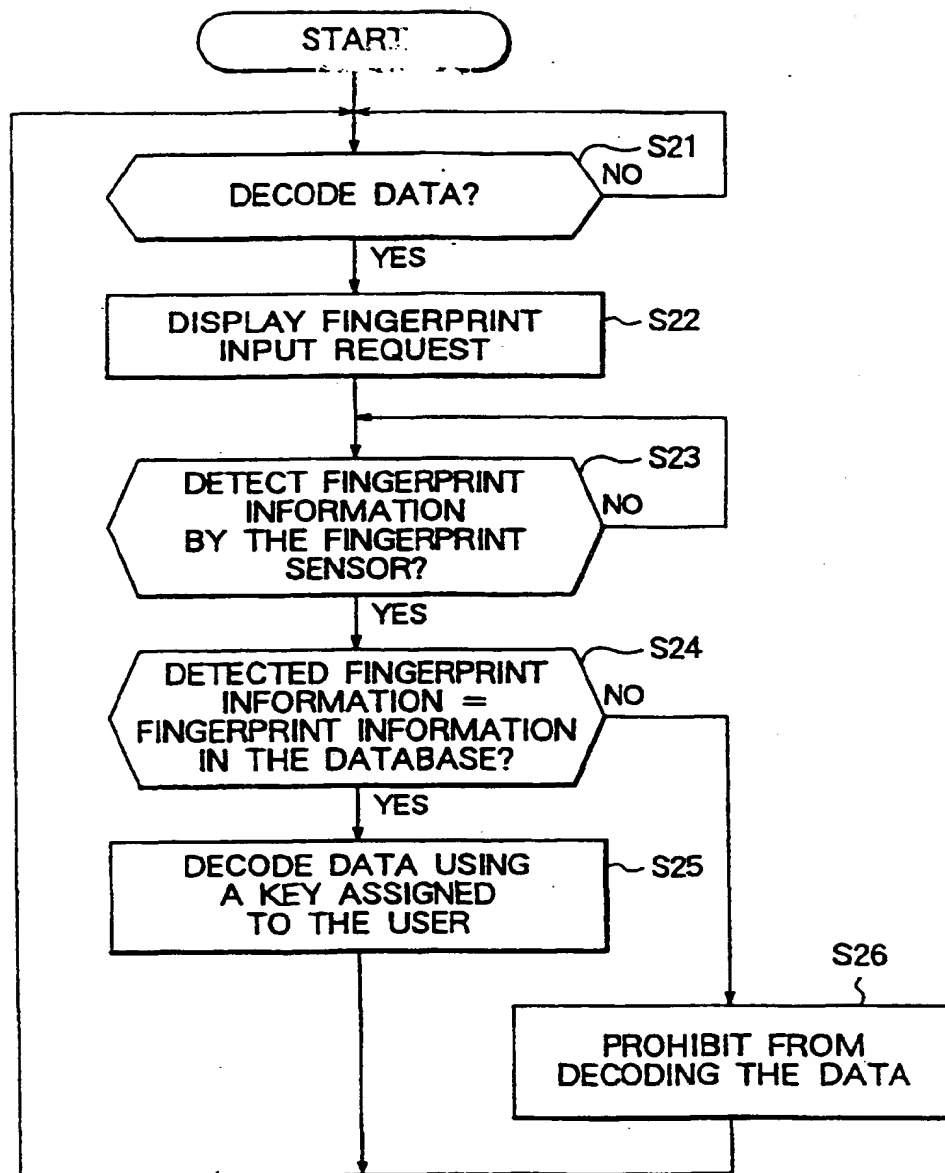 START
S21
NO
DECODE DATA?
YES
DISPLAY FINGERPRINT
INPUT REQUEST
S22
S23
DETECT FINGERPRINT
INFORMATION
BY THE FINGERPRINT
SENSOR?
NO
YES
S24
DETECTED FINGERPRINT
INFORMATION =
FINGERPRINT INFORMATION
IN THE DATABASE?
NO
YES
DECODE DATA USING
A KEY ASSIGNED
TO THE USER
S25
S26
PROHIBIT FROM
DECODING THE DATA